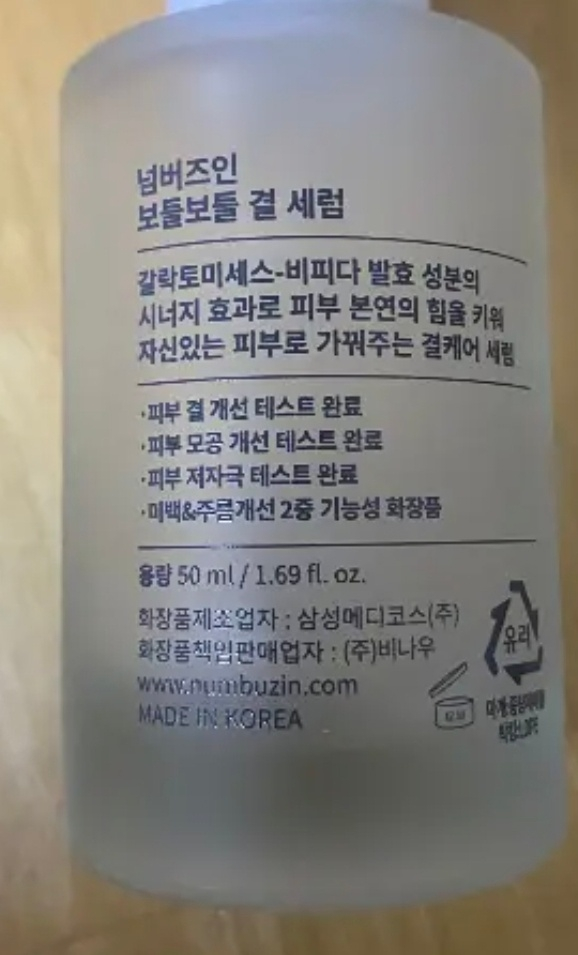 넘버즈인
보들보들 결 세럼
갈락토미세스-비피다 발효 성분의
시너지 효과로 피부 본연의 힘을 키워
자신있는 피부로 가꿔주는 결케어 세럼
·피부 결 개선 테스트 완료
·피부 모공 개선 테스트 완료
·피부 저자극 테스트 완료
·미백&주름개선 2중 기능성 화장품
용량 50 ml / 1.69 fl. oz.
화장품제조업자 : 삼성메디코스(주)
화장품책임판매업자 : (주)비나우
www.numbuzin.com
MADE IN KOREA
유리
12 M